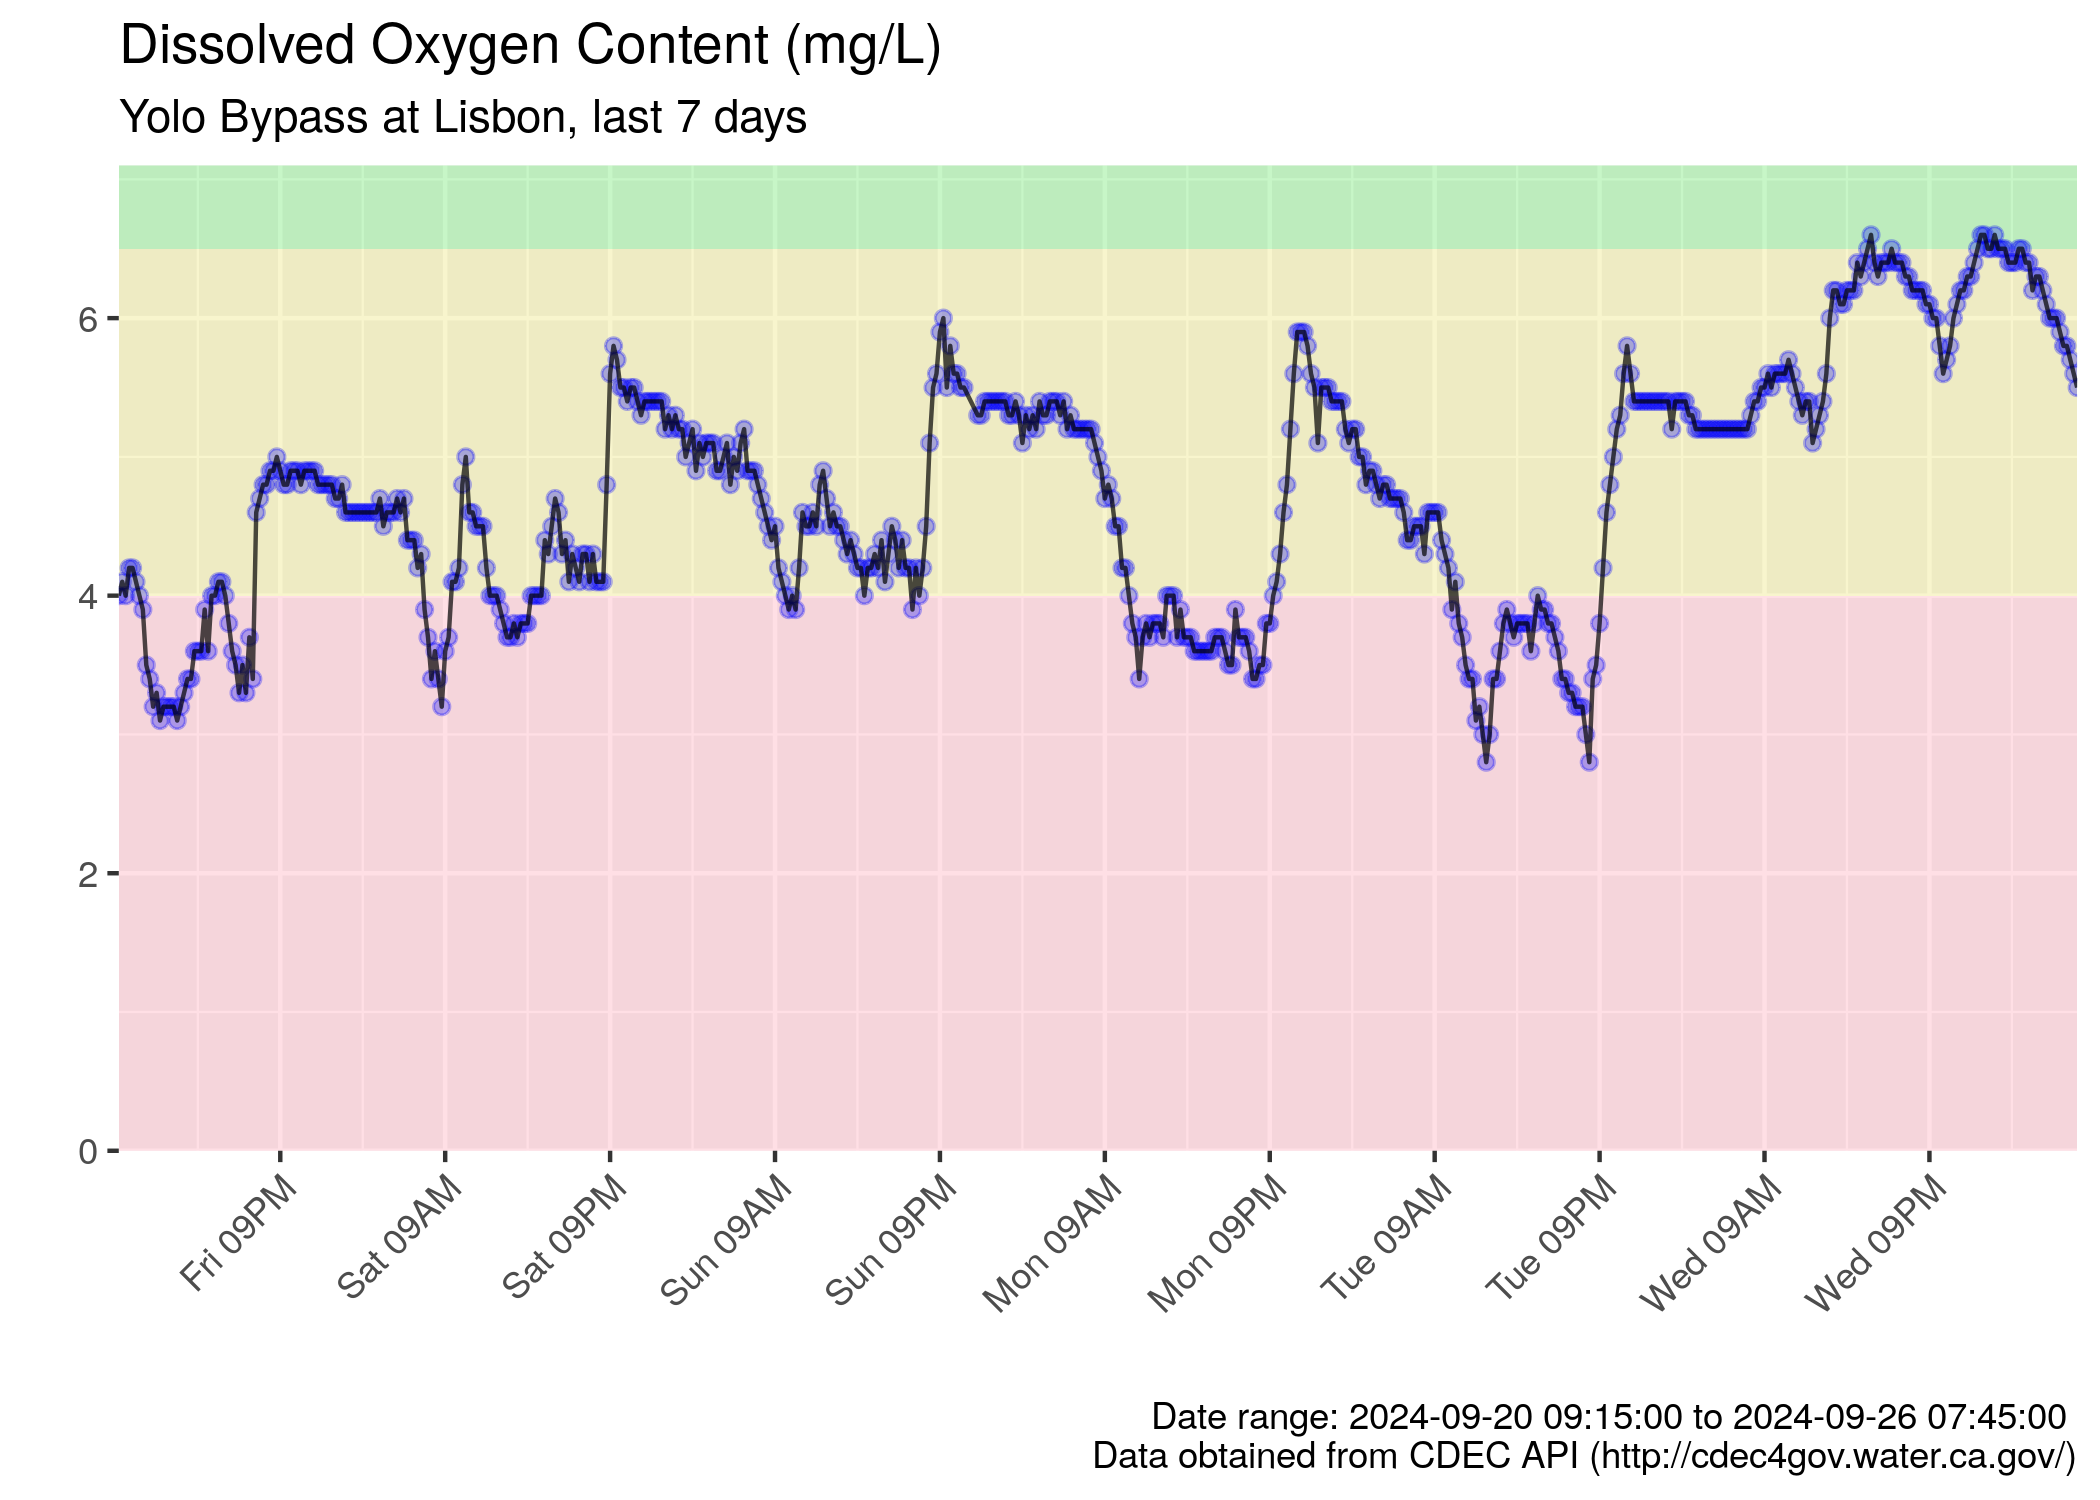 Dissolved Oxygen Content (mg/L)
Yolo Bypass at Lisbon, last 7 days
6
4
2
0
Fri 09PM
Sat 09AM
Sat 09PM
Sun 09AM
Sun 09PM
Mon 09AM
Mon 09PM
Tue 09AM
Tue 09PM
Wed 09AM
Wed 09PM
Date range: 2024-09-20 09:15:00 to 2024-09-26 07:45:00
Data obtained from CDEC API (http://cdec4gov.water.ca.gov/)